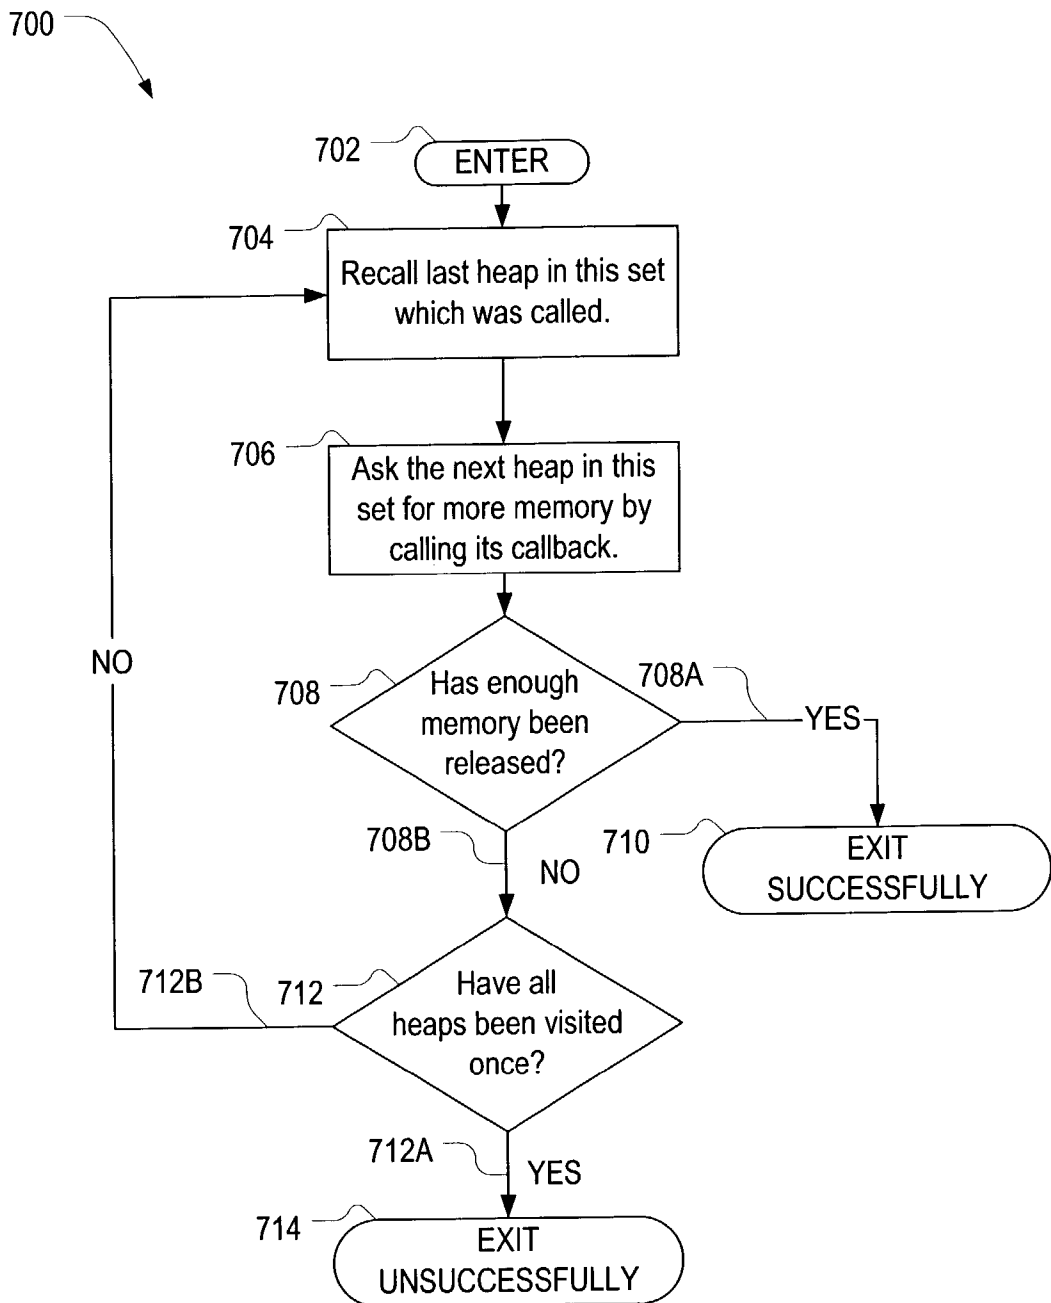 700
702
ENTER
704
Recall last heap in this set
which was called.
706
Ask the next heap in this
set for more memory by
calling its callback.
NO
708
Has enough
memory been
released?
708A
YES
708B
NO
710
EXIT
SUCCESSFULLY
712B
712
Have all
heaps been visited
once?
712A
YES
714
EXIT
UNSUCCESSFULLY